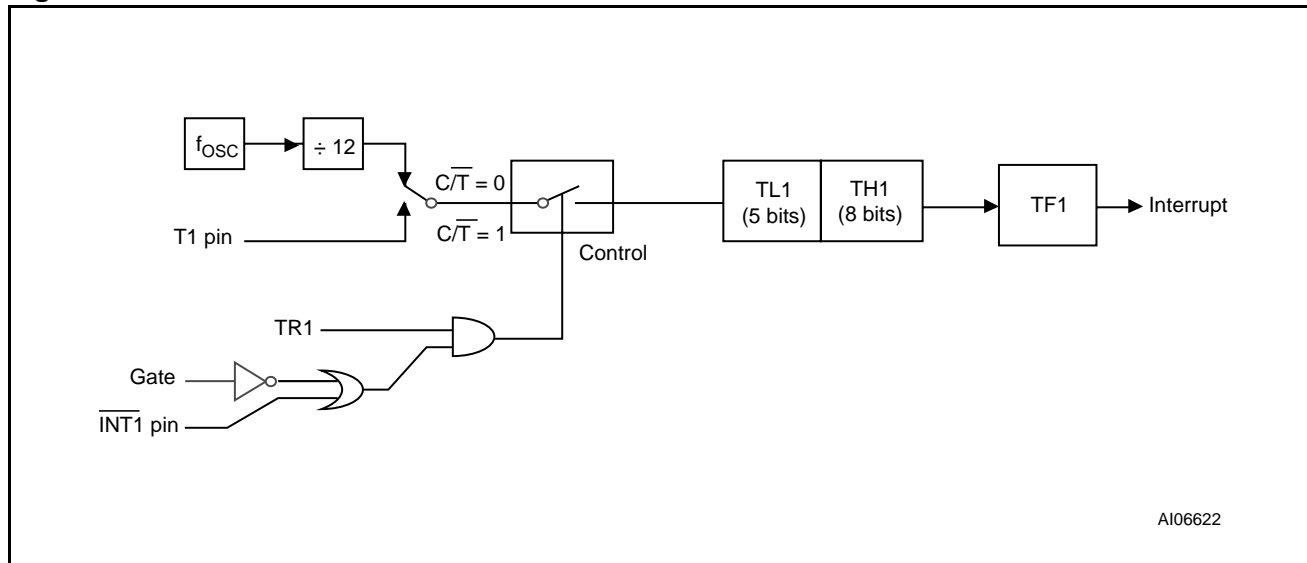 fOSC
÷ 12
C/T̅ = 0
C/T̅ = 1
T1 pin
Control
TL1
(5 bits)
TH1
(8 bits)
TF1
Interrupt
TR1
Gate
I̅N̅T̅1̅ pin
AI06622